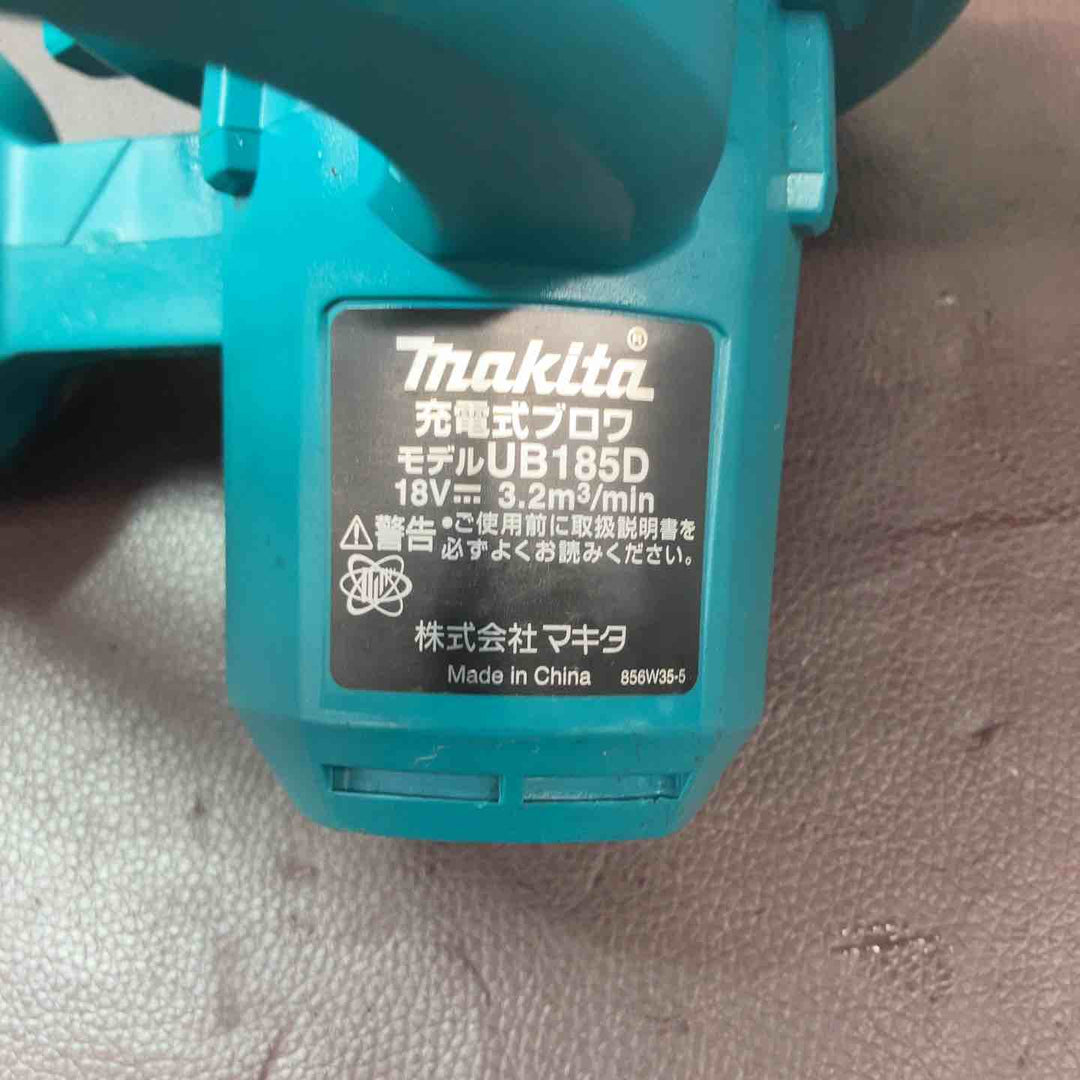 makita®
充電式ブロワ
モデルUB185D
18V⎓ 3.2m³/min
⚠警告 •ご使用前に取扱説明書を
必ずよくお読みください。
株式会社マキタ
Made in China 856W35-5